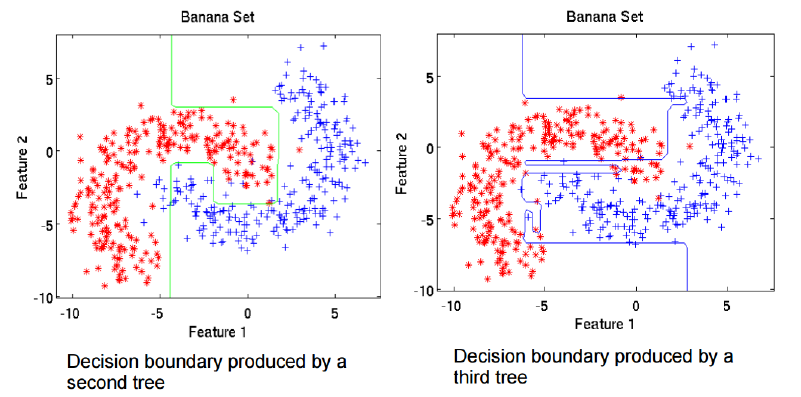 Banana Set
5
0
-5
-10
Feature 2
-10
-5
0
5
Feature 1
Decision boundary produced by a
second tree
Banana Set
5
0
-5
-10
Feature 2
-10
-5
0
5
Feature 1
Decision boundary produced by a
third tree